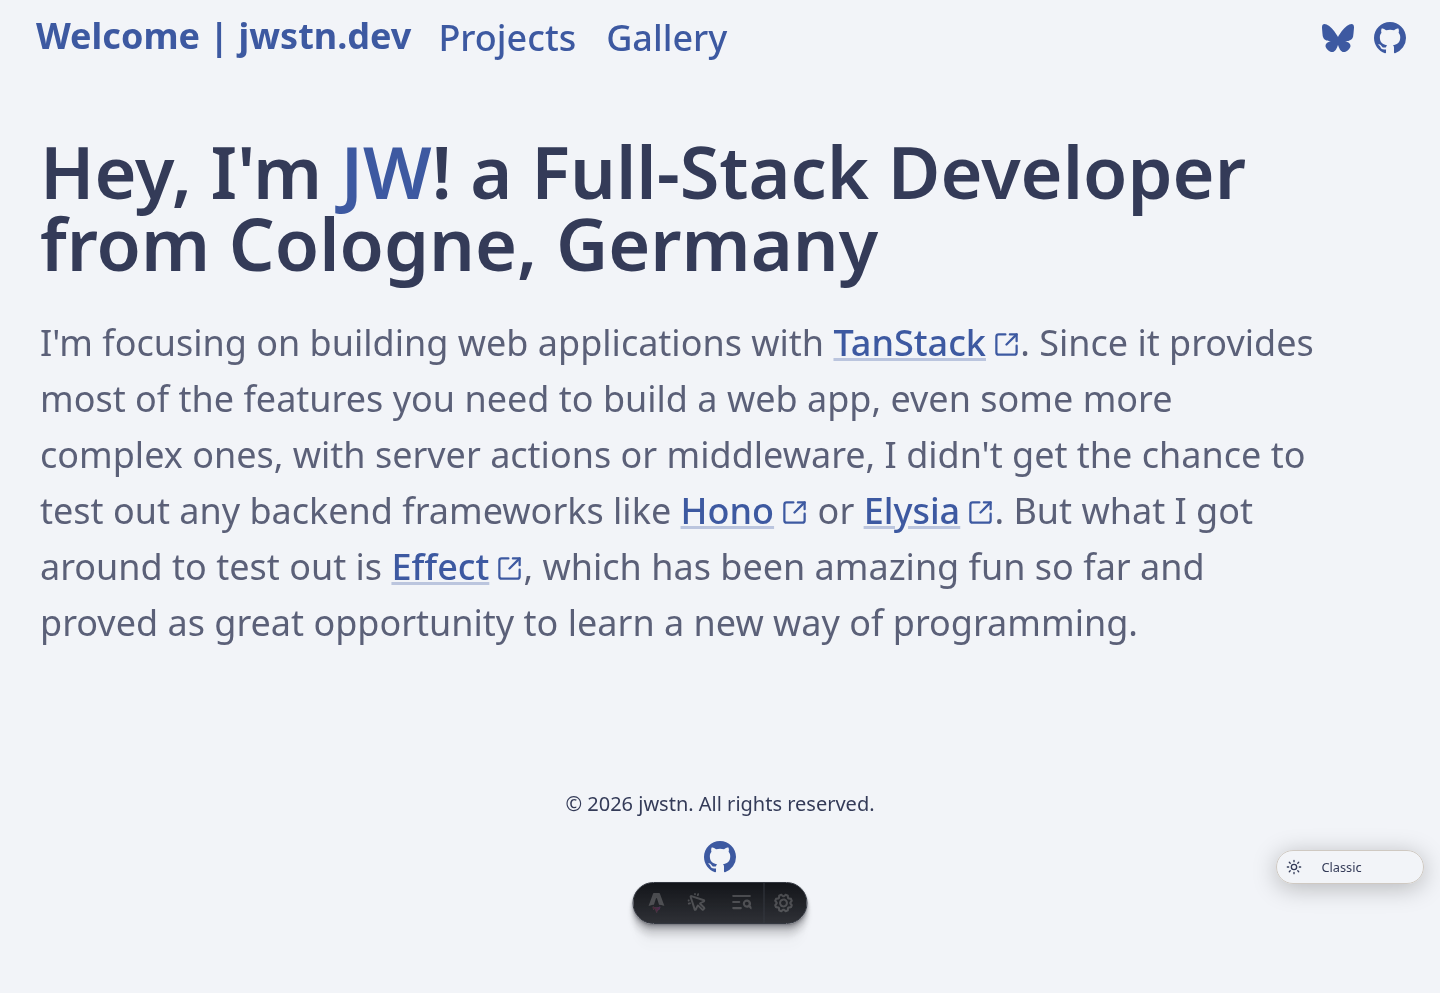 Welcome | jwstn.dev Projects Gallery
Hey, I'm JW! a Full-Stack Developer
from Cologne, Germany
I'm focusing on building web applications with TanStack. Since it provides
most of the features you need to build a web app, even some more
complex ones, with server actions or middleware, I didn't get the chance to
test out any backend frameworks like Hono or Elysia. But what I got
around to test out is Effect, which has been amazing fun so far and
proved as great opportunity to learn a new way of programming.
© 2026 jwstn. All rights reserved.
Classic